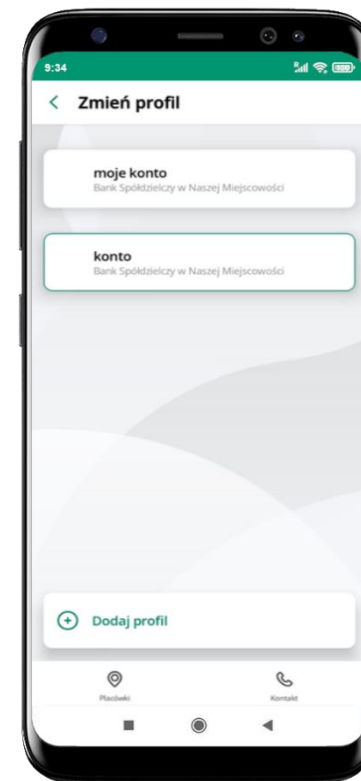 9:34
Zmień profil
moje konto
Bank Spółdzielczy w Naszej Miejscowości
konto
Bank Spółdzielczy w Naszej Miejscowości
Dodaj profil
Placówki Kontakt